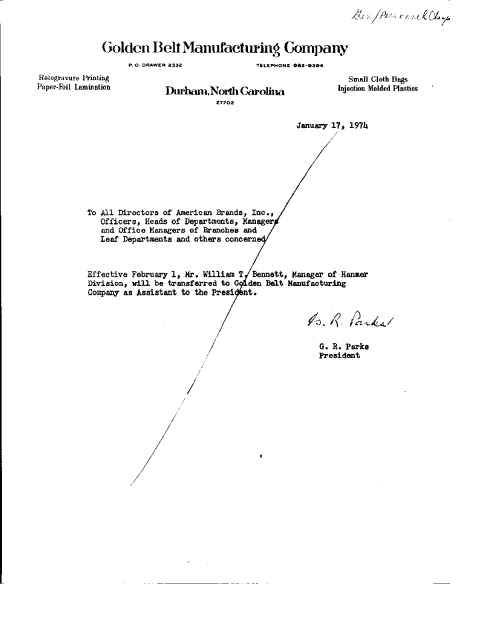 Gen/Personnel Change
Golden Belt Manufacturing Company
P. O. DRAWER 2332 TELEPHONE 682-9394
Rotogravure Printing
Paper-Foil Lamination
Small Cloth Bags
Injection Molded Plastics
Durham, North Carolina
27702
January 17, 1974
To All Directors of American Brands, Inc.,
Officers, Heads of Departments, Managers
and Office Managers of Branches and
Leaf Departments and others concerned
Effective February 1, Mr. William T. Bennett, Manager of Hanmer
Division, will be transferred to Golden Belt Manufacturing
Company as Assistant to the President.
G. R. Parks
G. R. Parks
President